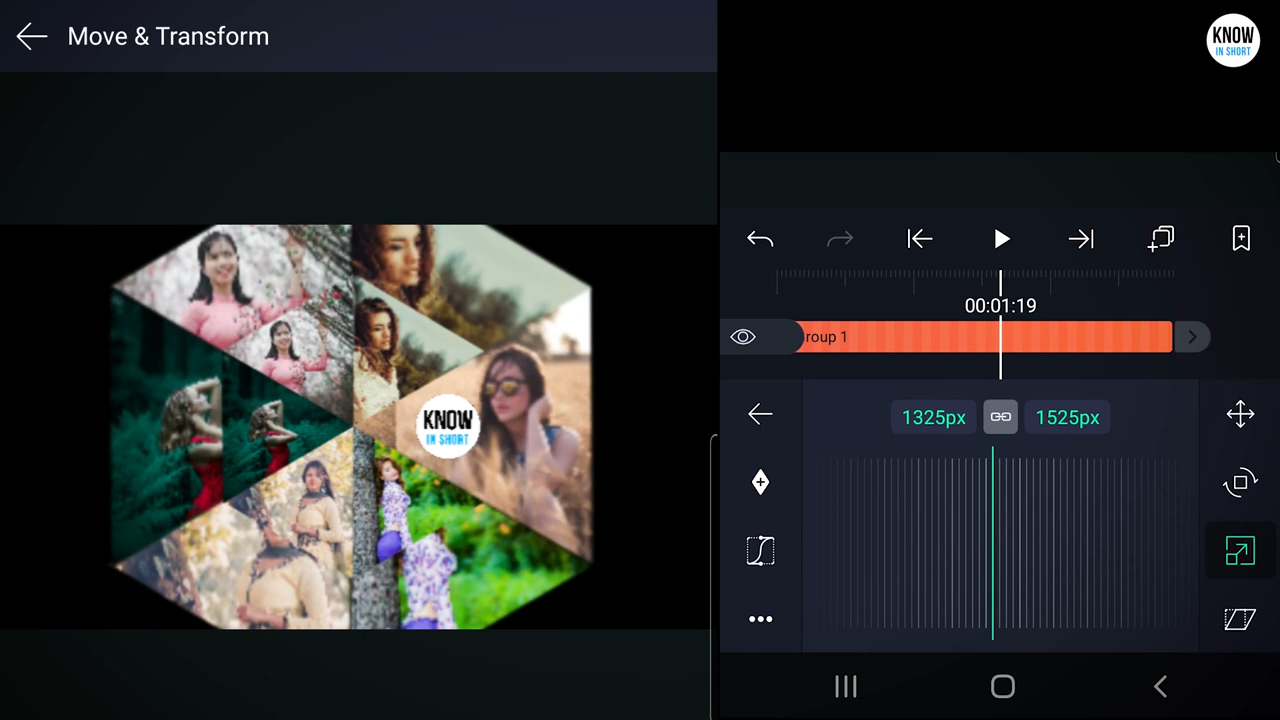 Move & Transform
KNOW
IN SHORT
00:01:19
roup 1
1325px
1525px
KNOW
IN SHORT